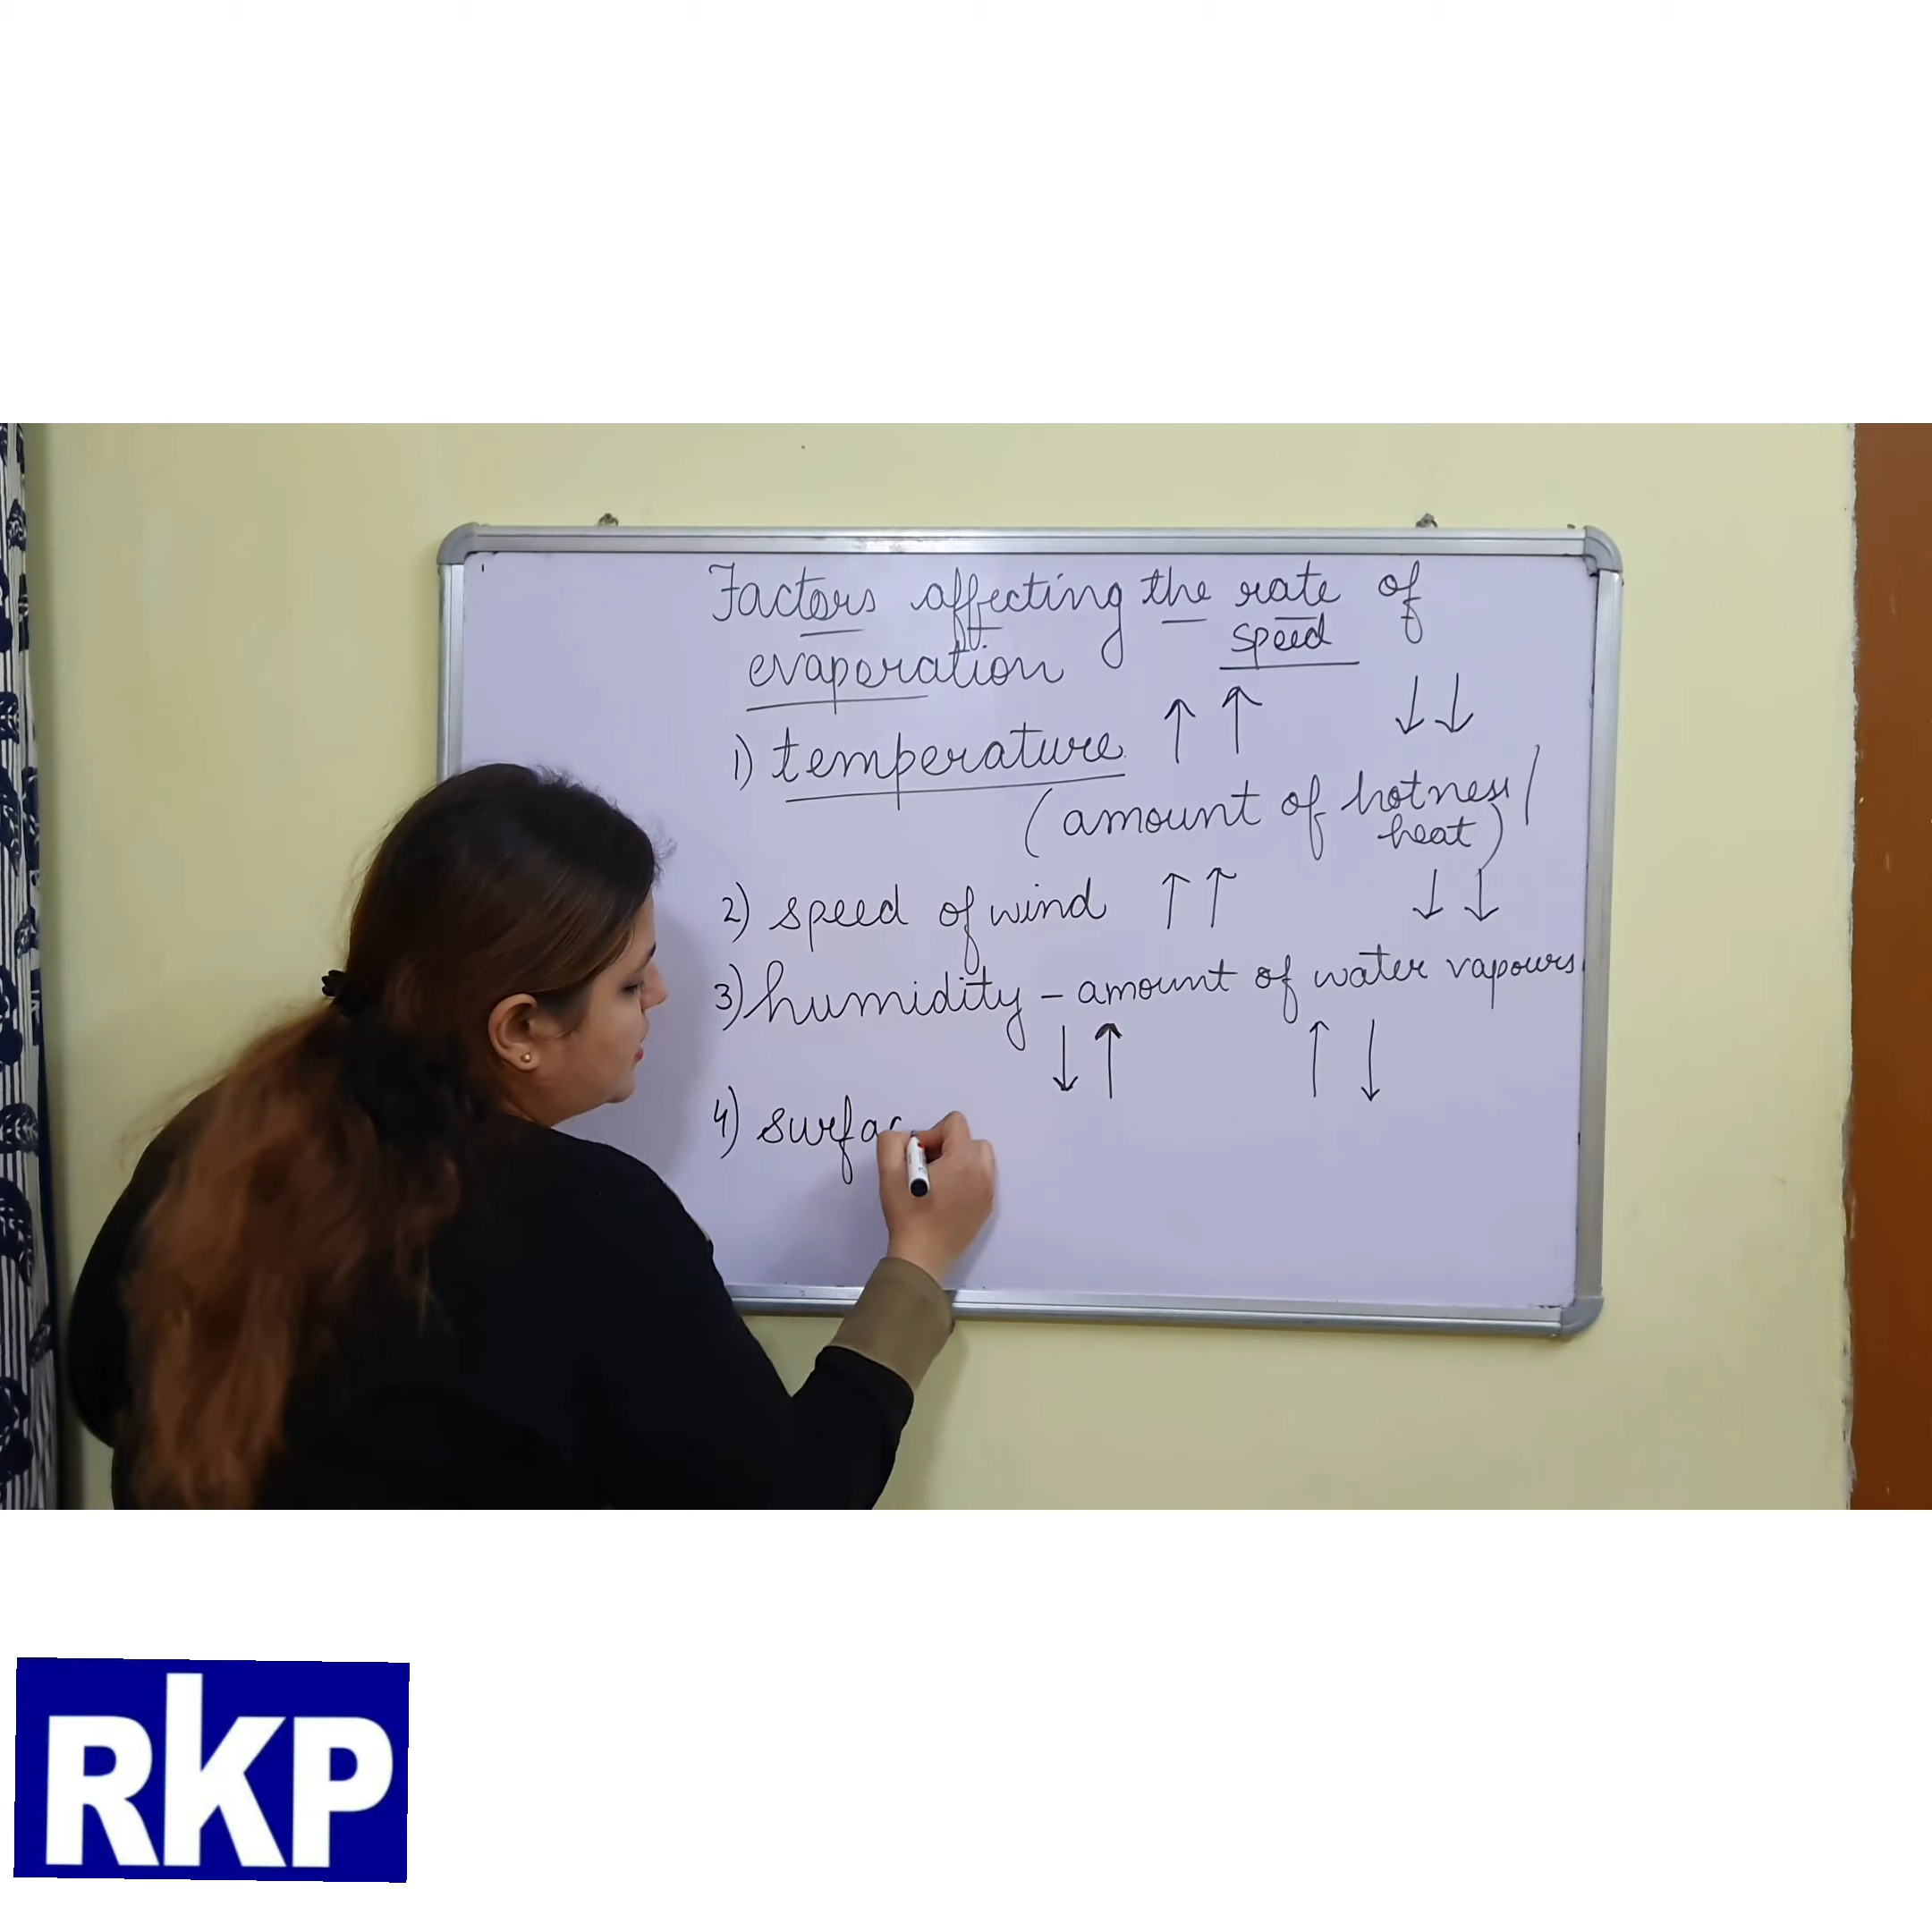 Factors affecting the rate of
speed
evaporation
1) temperature ↑ ↑ ↓ ↓
(amount of hotness /
heat)
2) speed of wind ↑ ↑ ↓ ↓
3) humidity - amount of water vapours
↓ ↑ ↑ ↓
4) surfac
RKP